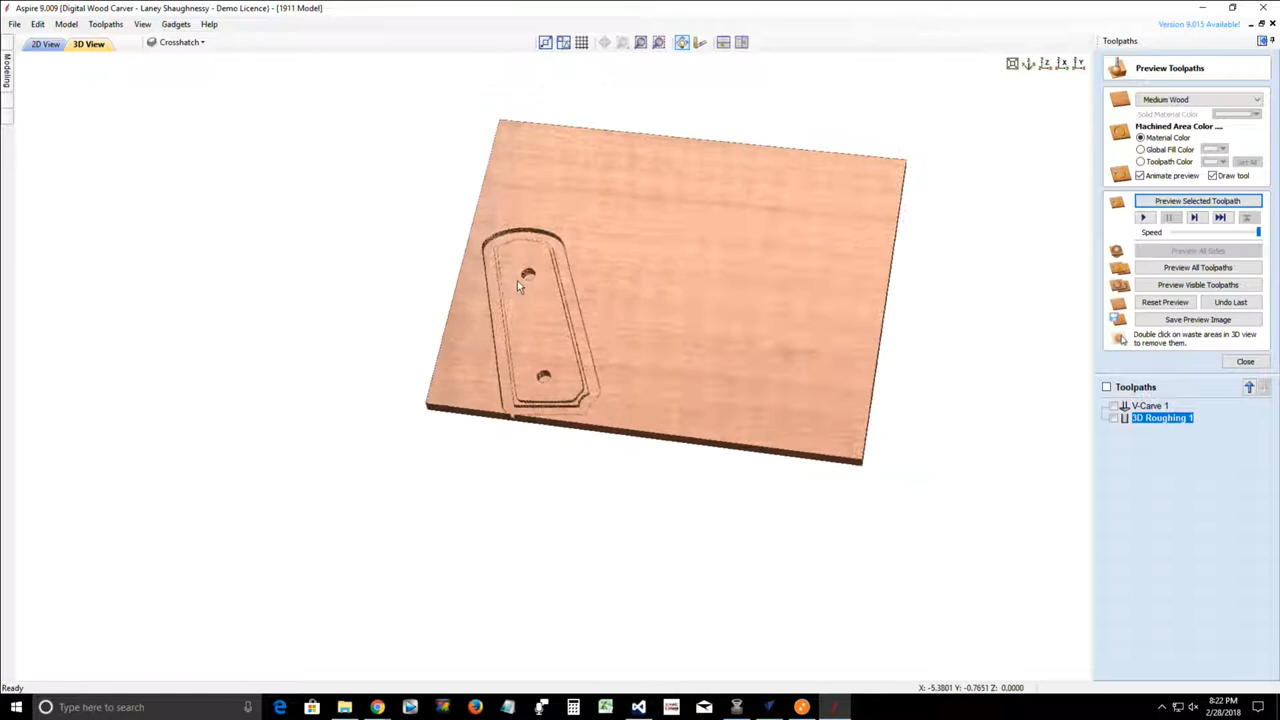 Aspire 9.009 (Digital Wood Carver - Laney Shaughnessy - Demo Licence) - [1911 Model]
File Edit Model Toolpaths View Gadgets Help
Version 9.015 Available!
2D View 3D View Crosshatch
Modeling
Toolpaths
Preview Toolpaths
Medium Wood
Solid Material Color
Machined Area Color ....
Material Color
Global Fill Color
Toolpath Color Set All
Animate preview Draw tool
Preview Selected Toolpath
Speed
Preview All Sides
Preview All Toolpaths
Preview Visible Toolpaths
Reset Preview Undo Last
Save Preview Image
Double click on waste areas in 3D view
to remove them.
Close
Toolpaths
V-Carve 1
3D Roughing 1
Ready
X: -5.3801 Y: -0.7651 Z: 0.0000
Type here to search
8:22 PM
2/28/2018